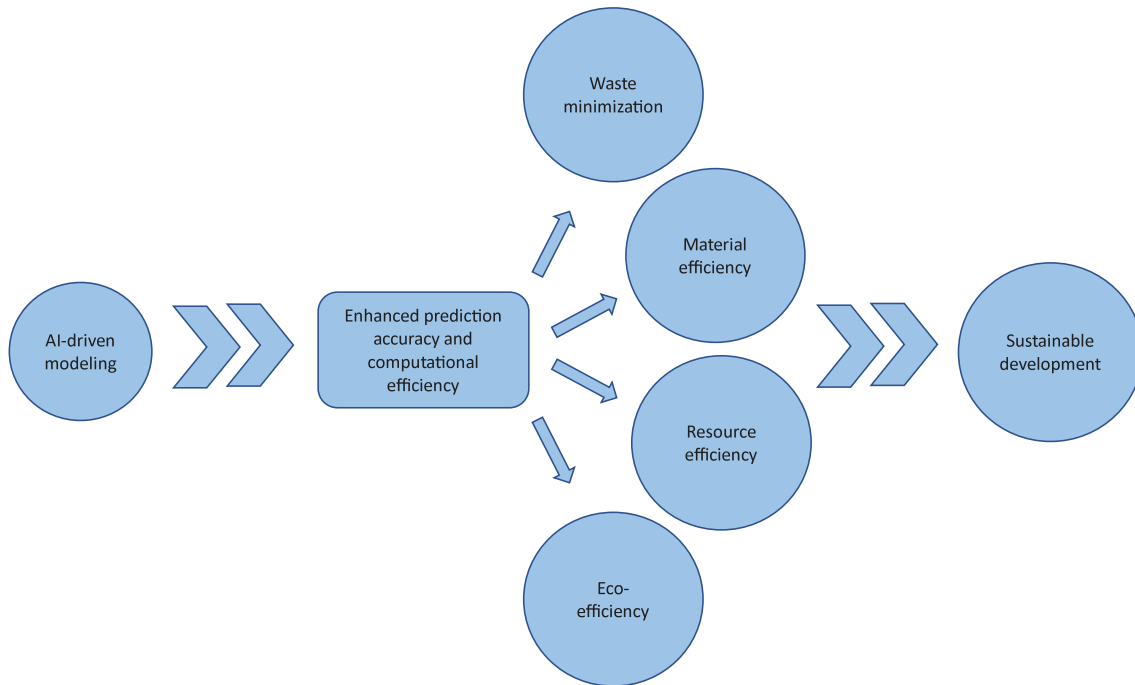 AI-driven
modeling
Enhanced prediction
accuracy and
computational
efficiency
Waste
minimization
Material
efficiency
Resource
efficiency
Eco-
efficiency
Sustainable
development